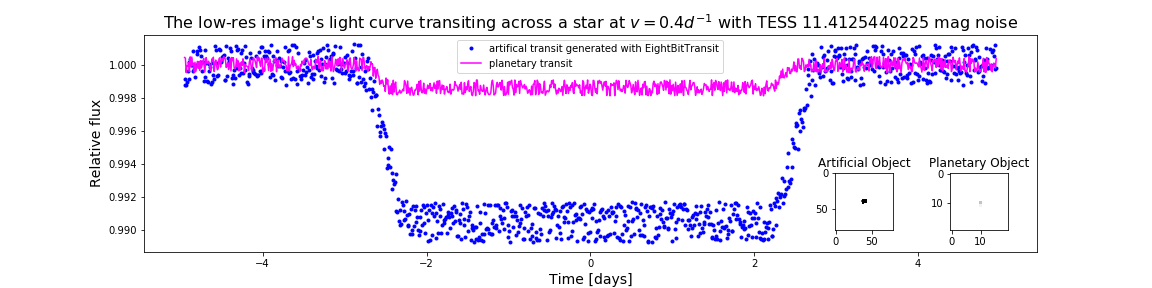 The low-res image's light curve transiting across a star at v = 0.4d⁻¹ with TESS 11.4125440225 mag noise
artifical transit generated with EightBitTransit
planetary transit
Relative flux
1.000
0.998
0.996
0.994
0.992
0.990
Artificial Object
0
50
0 50
Planetary Object
0
10
0 10
−4 −2 0 2 4
Time [days]